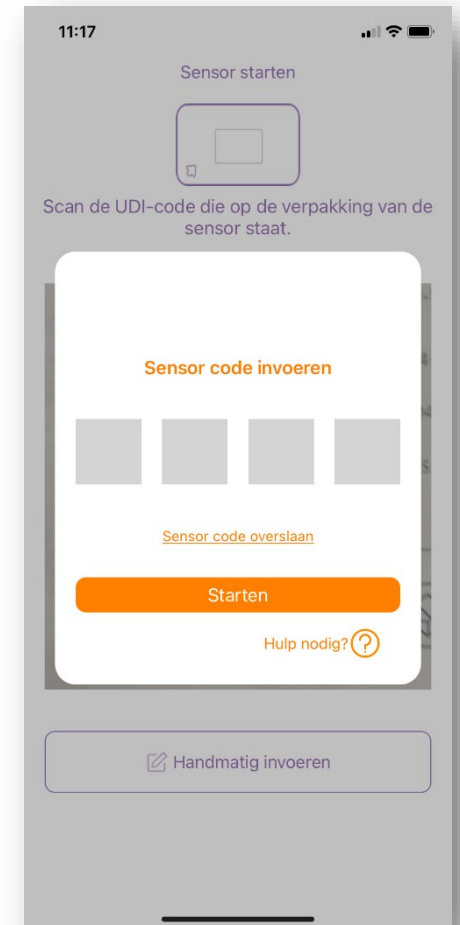 11:17
Sensor starten
Scan de UDI-code die op de verpakking van de
sensor staat.
Sensor code invoeren
Sensor code overslaan
Starten
Hulp nodig?
Handmatig invoeren